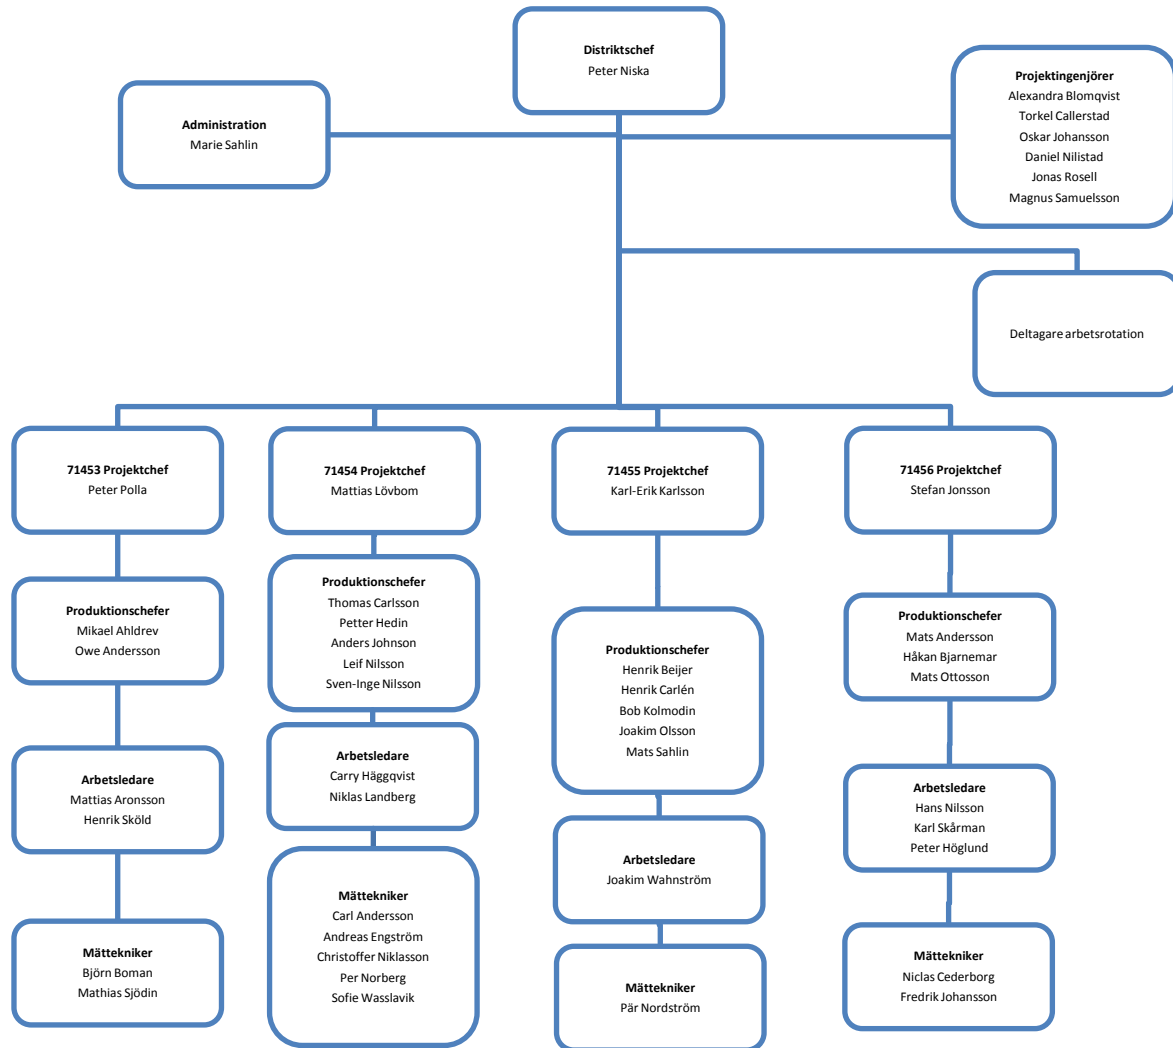 Distriktschef
Peter Niska
Administration
Marie Sahlin
Projektingenjörer
Alexandra Blomqvist
Torkel Callerstad
Oskar Johansson
Daniel Nilistad
Jonas Rosell
Magnus Samuelsson
Deltagare arbetsrotation
71453 Projektchef
Peter Polla
Produktionschefer
Mikael Ahldrev
Owe Andersson
Arbetsledare
Mattias Aronsson
Henrik Sköld
Mättekniker
Björn Boman
Mathias Sjödin
71454 Projektchef
Mattias Lövbom
Produktionschefer
Thomas Carlsson
Petter Hedin
Anders Johnson
Leif Nilsson
Sven-Inge Nilsson
Arbetsledare
Carry Häggqvist
Niklas Landberg
Mättekniker
Carl Andersson
Andreas Engström
Christoffer Niklasson
Per Norberg
Sofie Wasslavik
71455 Projektchef
Karl-Erik Karlsson
Produktionschefer
Henrik Beijer
Henrik Carlén
Bob Kolmodin
Joakim Olsson
Mats Sahlin
Arbetsledare
Joakim Wahnström
Mättekniker
Pär Nordström
71456 Projektchef
Stefan Jonsson
Produktionschefer
Mats Andersson
Håkan Bjarnemar
Mats Ottosson
Arbetsledare
Hans Nilsson
Karl Skårman
Peter Höglund
Mättekniker
Niclas Cederborg
Fredrik Johansson